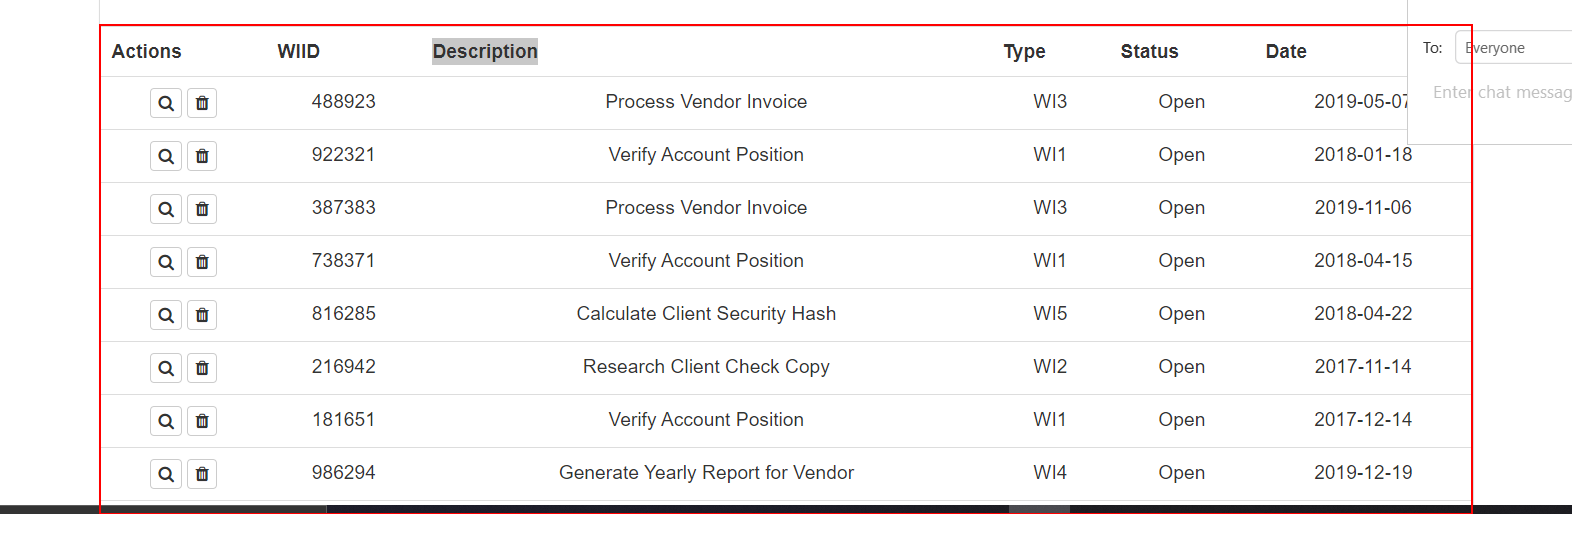 Actions WIID Description Type Status Date
To: Everyone
Enter chat messag
488923 Process Vendor Invoice WI3 Open 2019-05-07
922321 Verify Account Position WI1 Open 2018-01-18
387383 Process Vendor Invoice WI3 Open 2019-11-06
738371 Verify Account Position WI1 Open 2018-04-15
816285 Calculate Client Security Hash WI5 Open 2018-04-22
216942 Research Client Check Copy WI2 Open 2017-11-14
181651 Verify Account Position WI1 Open 2017-12-14
986294 Generate Yearly Report for Vendor WI4 Open 2019-12-19